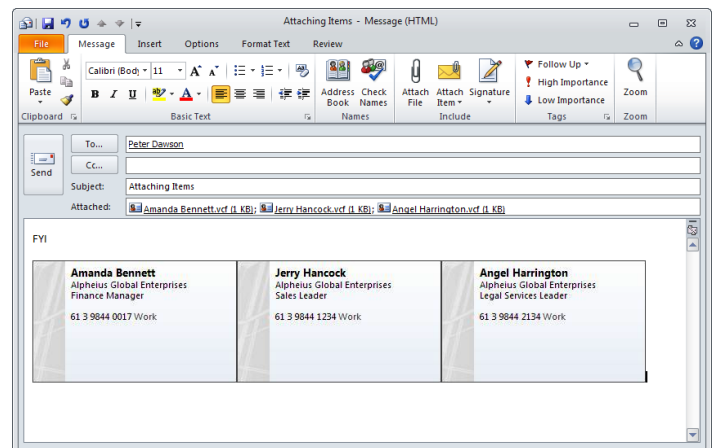 Attaching Items - Message (HTML)
File Message Insert Options Format Text Review
Paste
Calibri (Body 11
Address Book
Check Names
Attach File
Attach Item
Signature
Follow Up
High Importance
Low Importance
Zoom
Clipboard Basic Text Names Include Tags Zoom
Send
To... Peter Dawson
Cc...
Subject: Attaching Items
Attached: Amanda Bennett.vcf (1 KB); Jerry Hancock.vcf (1 KB); Angel Harrington.vcf (1 KB)
FYI
Amanda Bennett
Alpheius Global Enterprises
Finance Manager
61 3 9844 0017 Work
Jerry Hancock
Alpheius Global Enterprises
Sales Leader
61 3 9844 1234 Work
Angel Harrington
Alpheius Global Enterprises
Legal Services Leader
61 3 9844 2134 Work